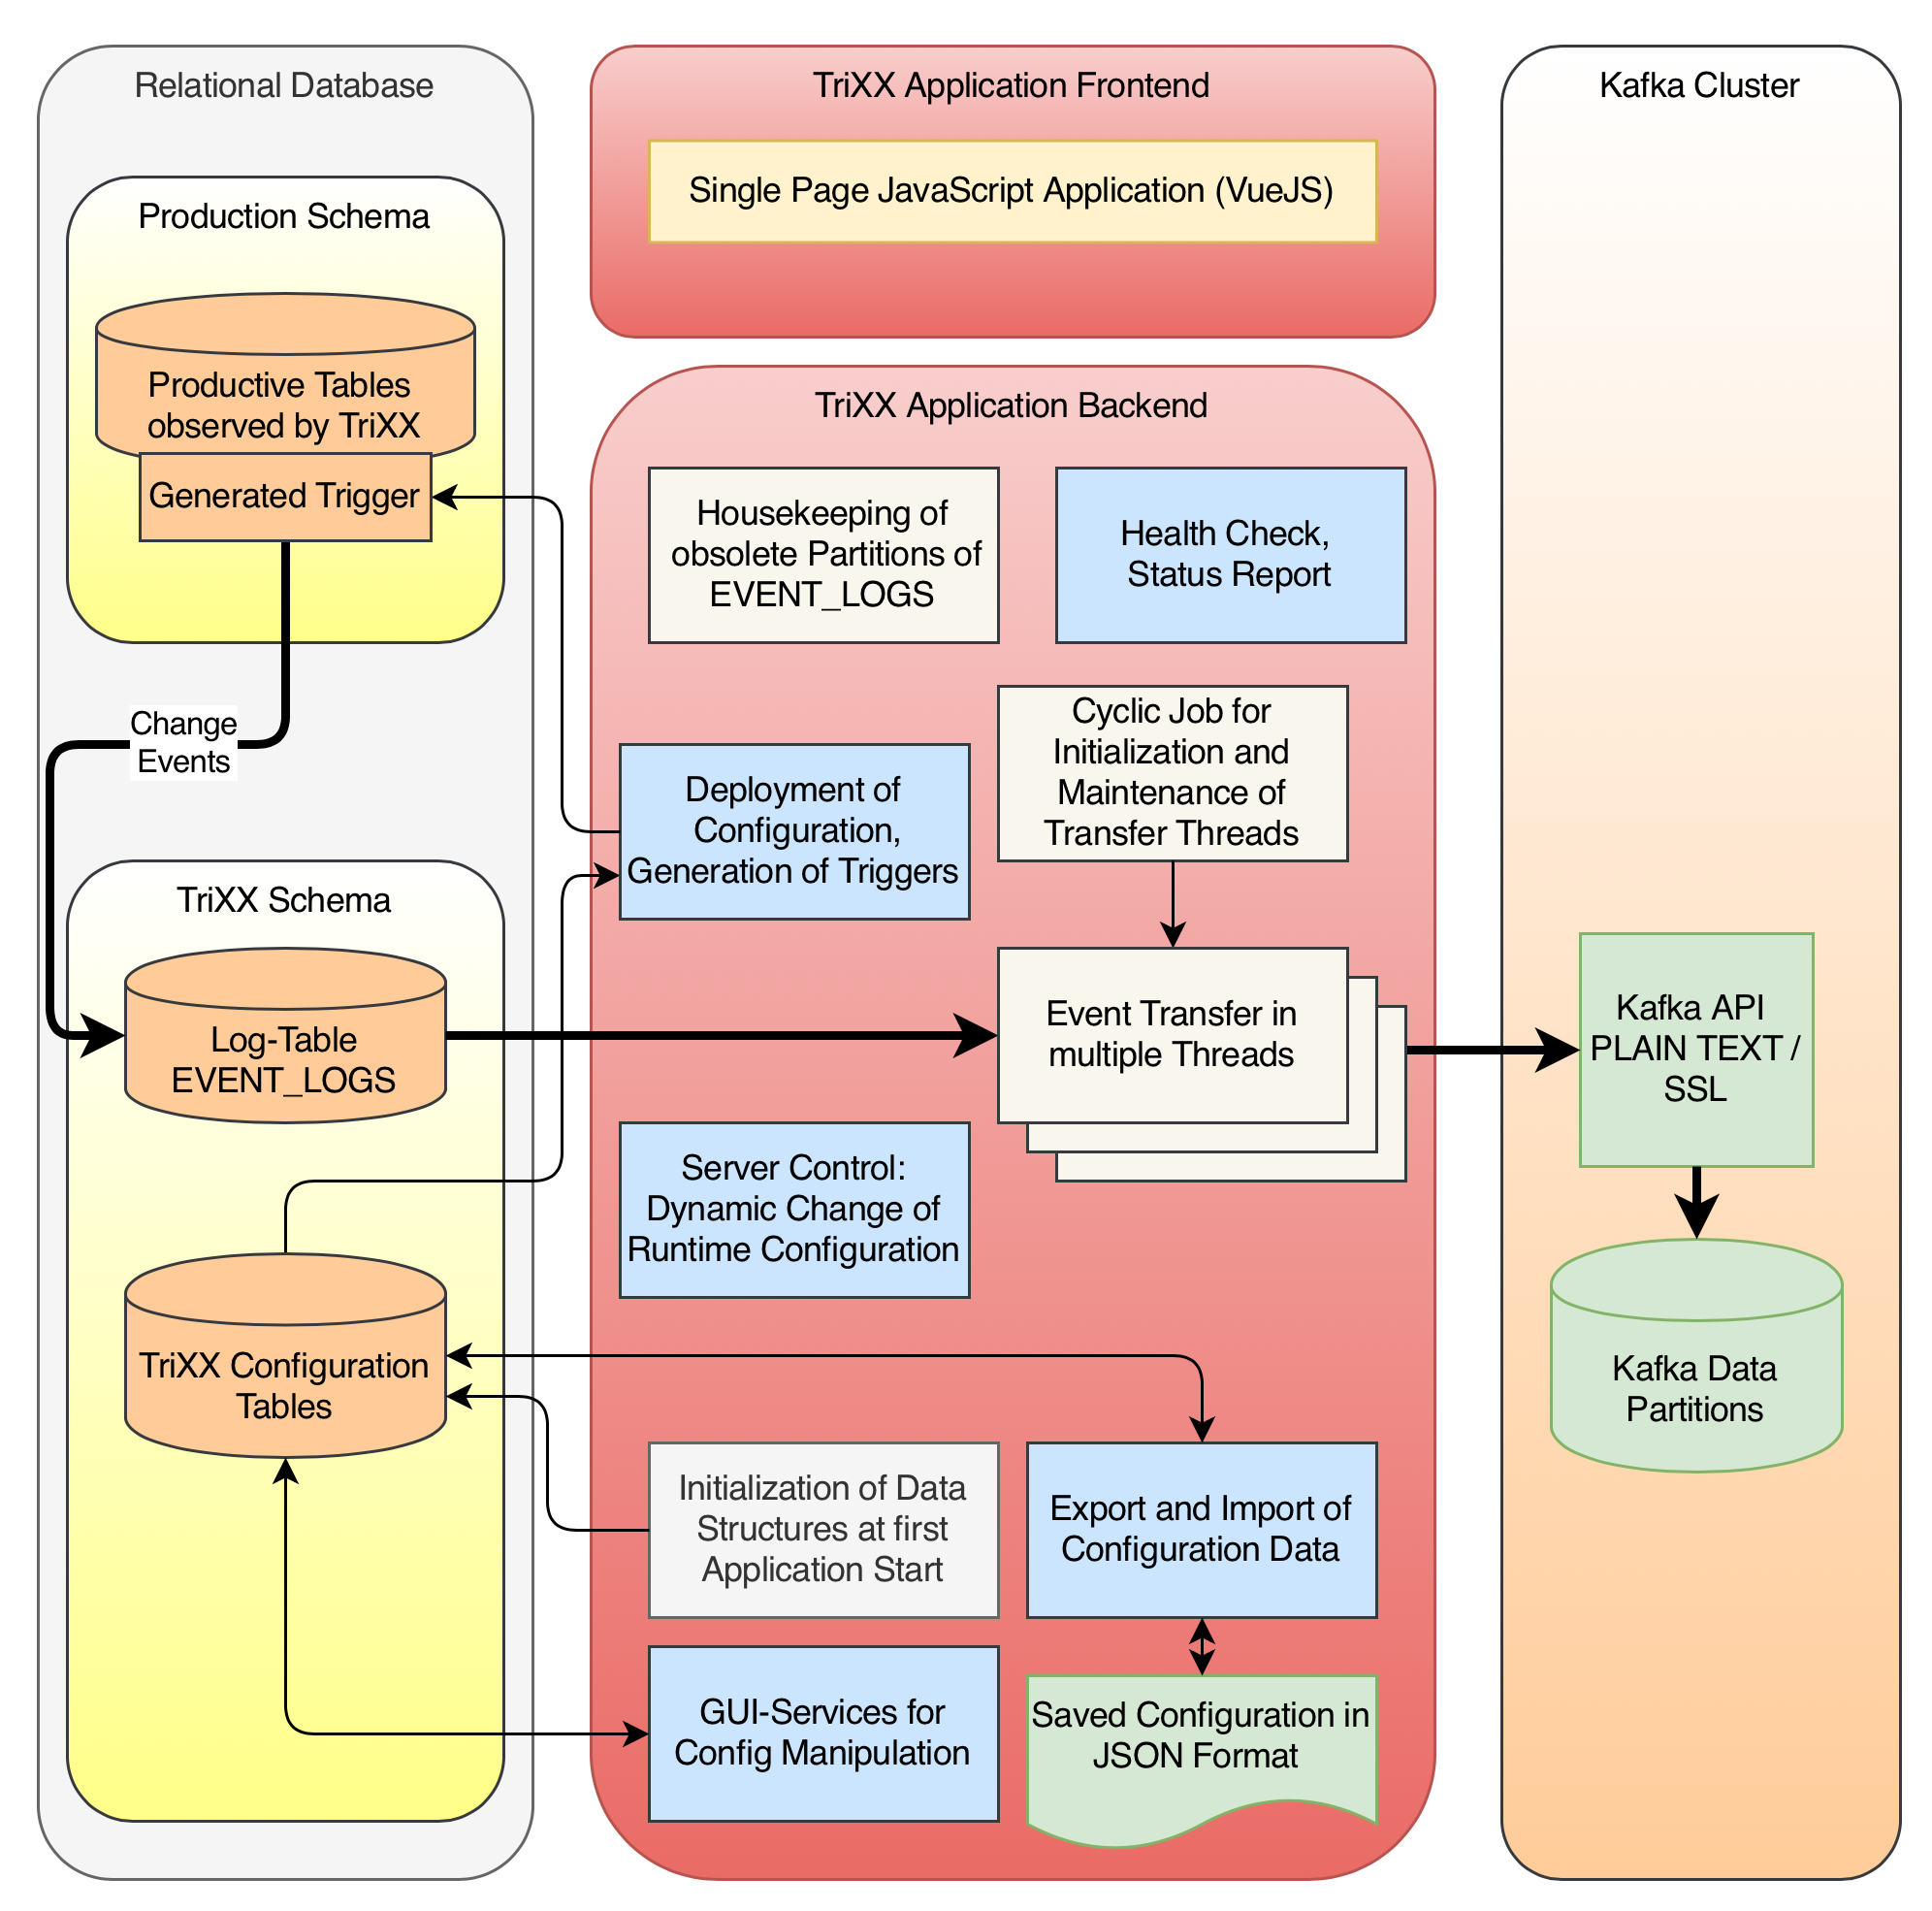 Relational Database
Production Schema
Productive Tables
observed by TriXX
Generated Trigger
Change
Events
TriXX Schema
Log-Table
EVENT_LOGS
TriXX Configuration
Tables
TriXX Application Frontend
Single Page JavaScript Application (VueJS)
TriXX Application Backend
Housekeeping of
obsolete Partitions of
EVENT_LOGS
Health Check,
Status Report
Cyclic Job for
Initialization and
Maintenance of
Transfer Threads
Deployment of
Configuration,
Generation of Triggers
Event Transfer in
multiple Threads
Server Control:
Dynamic Change of
Runtime Configuration
Initialization of Data
Structures at first
Application Start
Export and Import of
Configuration Data
GUI-Services for
Config Manipulation
Saved Configuration in
JSON Format
Kafka Cluster
Kafka API
PLAIN TEXT /
SSL
Kafka Data
Partitions